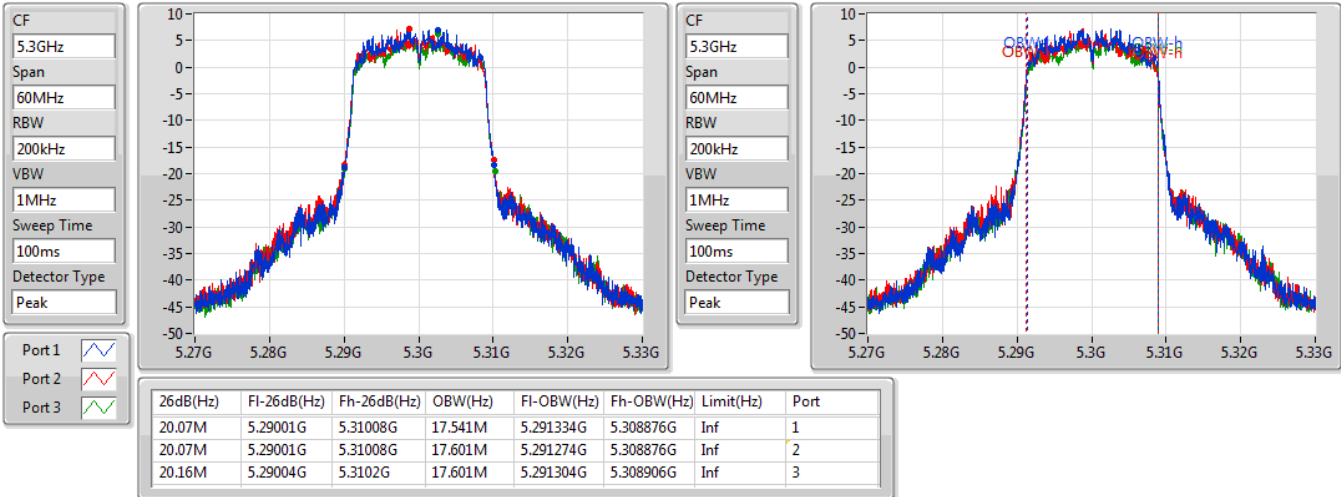 CF
5.3GHz
Span
60MHz
RBW
200kHz
VBW
1MHz
Sweep Time
100ms
Detector Type
Peak
10
5
0
-5
-10
-15
-20
-25
-30
-35
-40
-45
-50
5.27G 5.28G 5.29G 5.3G 5.31G 5.32G 5.33G
CF
5.3GHz
Span
60MHz
RBW
200kHz
VBW
1MHz
Sweep Time
100ms
Detector Type
Peak
10
5
0
-5
-10
-15
-20
-25
-30
-35
-40
-45
-50
OBW-h
OBW-h
5.27G 5.28G 5.29G 5.3G 5.31G 5.32G 5.33G
Port 1
Port 2
Port 3
26dB(Hz) Fl-26dB(Hz) Fh-26dB(Hz) OBW(Hz) Fl-OBW(Hz) Fh-OBW(Hz) Limit(Hz) Port
20.07M 5.29001G 5.31008G 17.541M 5.291334G 5.308876G Inf 1
20.07M 5.29001G 5.31008G 17.601M 5.291274G 5.308876G Inf 2
20.16M 5.29004G 5.3102G 17.601M 5.291304G 5.308906G Inf 3